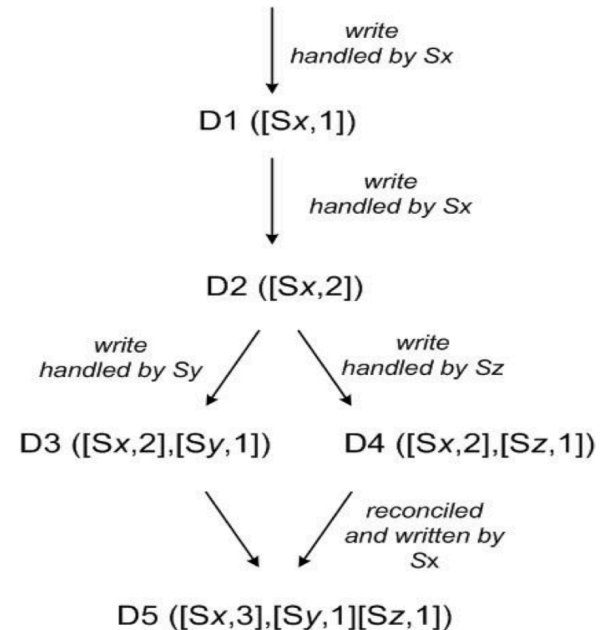 write
handled by Sx
D1 ([Sx,1])
write
handled by Sx
D2 ([Sx,2])
write
handled by Sy
write
handled by Sz
D3 ([Sx,2],[Sy,1])
D4 ([Sx,2],[Sz,1])
reconciled
and written by
Sx
D5 ([Sx,3],[Sy,1][Sz,1])